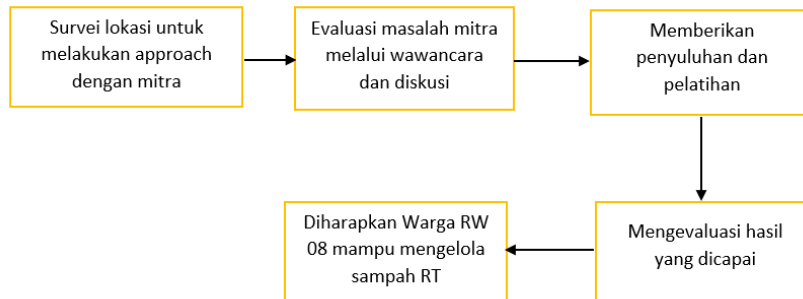 Survei lokasi untuk
melakukan approach
dengan mitra
Evaluasi masalah mitra
melalui wawancara
dan diskusi
Memberikan
penyuluhan dan
pelatihan
Mengevaluasi hasil
yang dicapai
Diharapkan Warga RW
08 mampu mengelola
sampah RT